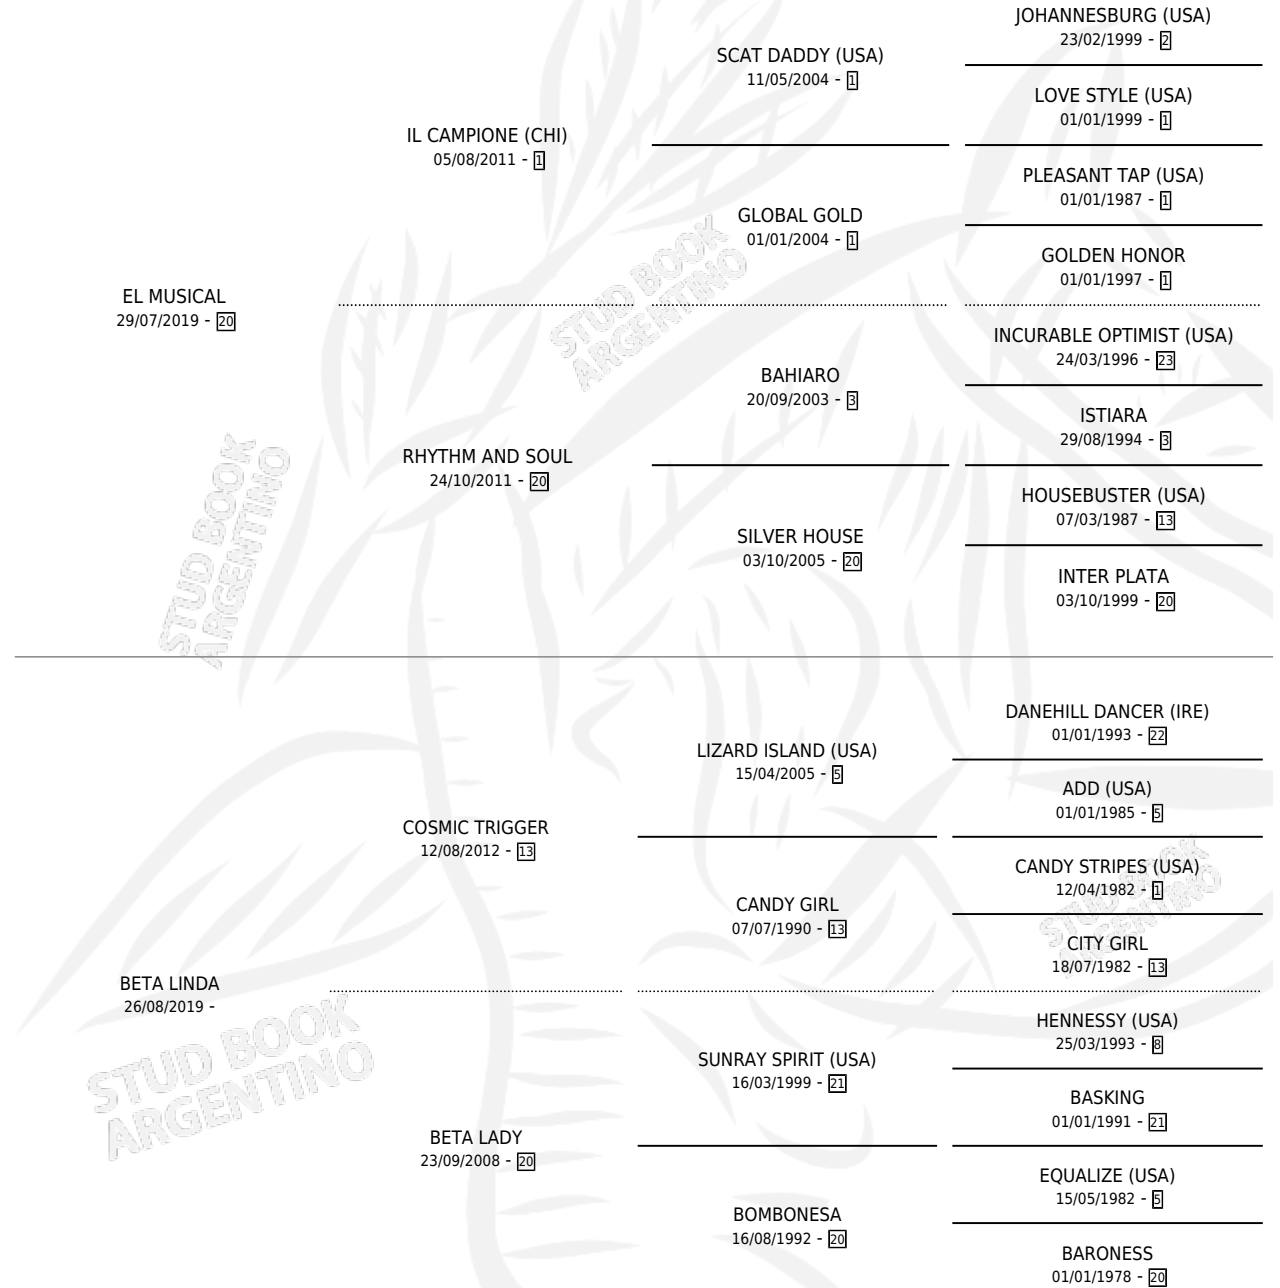 JOHANNESBURG (USA)
23/02/1999 - 2
SCAT DADDY (USA)
11/05/2004 - 1
LOVE STYLE (USA)
01/01/1999 - 1
IL CAMPIONE (CHI)
05/08/2011 - 1
PLEASANT TAP (USA)
01/01/1987 - 1
GLOBAL GOLD
01/01/2004 - 1
GOLDEN HONOR
01/01/1997 - 1
EL MUSICAL
29/07/2019 - 20
INCURABLE OPTIMIST (USA)
24/03/1996 - 23
BAHIARO
20/09/2003 - 3
ISTIARA
29/08/1994 - 3
RHYTHM AND SOUL
24/10/2011 - 20
HOUSEBUSTER (USA)
07/03/1987 - 13
SILVER HOUSE
03/10/2005 - 20
INTER PLATA
03/10/1999 - 20
DANEHILL DANCER (IRE)
01/01/1993 - 22
LIZARD ISLAND (USA)
15/04/2005 - 5
ADD (USA)
01/01/1985 - 5
COSMIC TRIGGER
12/08/2012 - 13
CANDY STRIPES (USA)
12/04/1982 - 1
CANDY GIRL
07/07/1990 - 13
CITY GIRL
18/07/1982 - 13
BETA LINDA
26/08/2019 -
HENNESSY (USA)
25/03/1993 - 8
SUNRAY SPIRIT (USA)
16/03/1999 - 21
BASKING
01/01/1991 - 21
BETA LADY
23/09/2008 - 20
EQUALIZE (USA)
15/05/1982 - 5
BOMBONESA
16/08/1992 - 20
BARONESS
01/01/1978 - 20
STUD BOOK
ARGENTINO
STUD BOOK
ARGENTINO
STUD BOOK
ARGENTINO
STUD BOOK
ARGENTINO